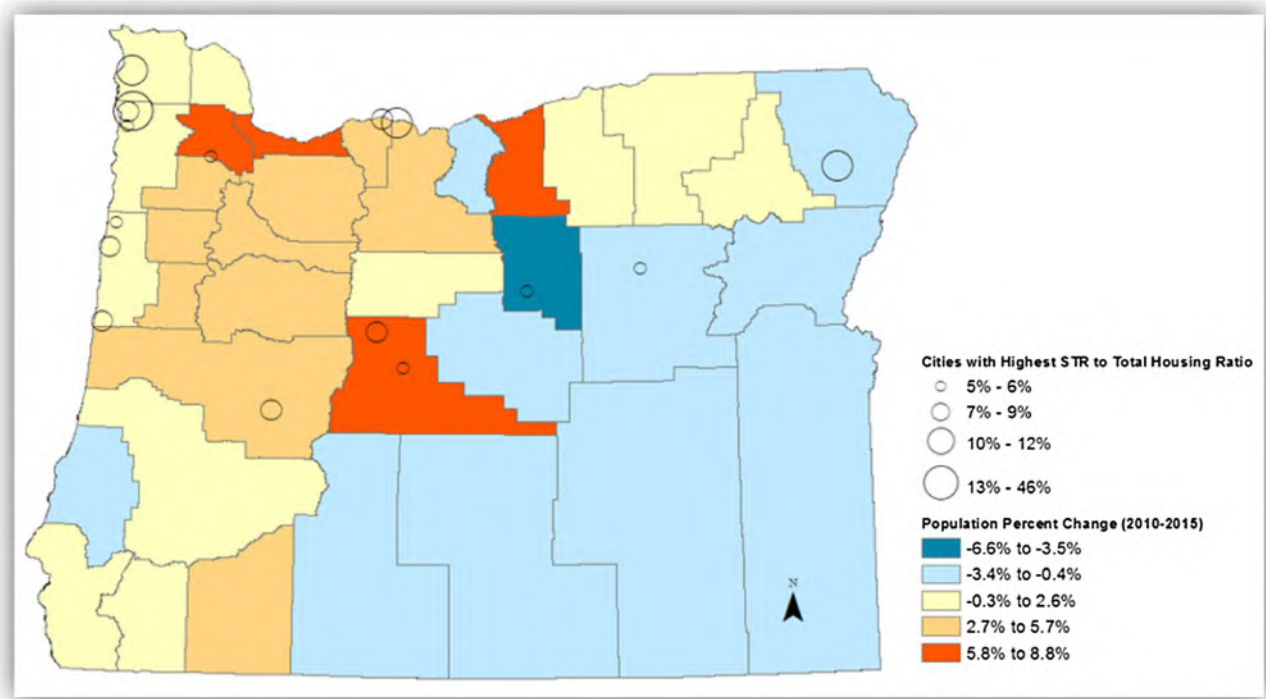 Cities with Highest STR to Total Housing Ratio
5% - 6%
7% - 9%
10% - 12%
13% - 46%
Population Percent Change (2010-2015)
-6.6% to -3.5%
-3.4% to -0.4%
-0.3% to 2.6%
2.7% to 5.7%
5.8% to 8.8%
N